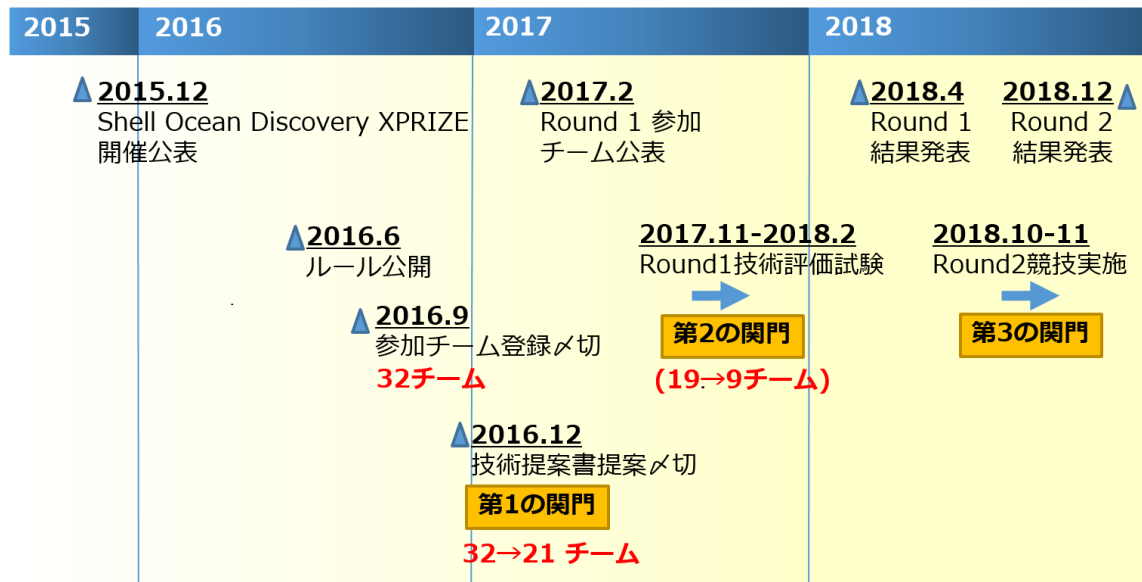 2015
2016
2017
2018
2015.12
Shell Ocean Discovery XPRIZE
開催公表
2017.2
Round 1 参加
チーム公表
2018.4
Round 1
結果発表
2018.12
Round 2
結果発表
2016.6
ルール公開
2017.11-2018.2
Round1技術評価試験
第2の関門
(19→9チーム)
2018.10-11
Round2競技実施
第3の関門
2016.9
参加チーム登録〆切
32チーム
2016.12
技術提案書提案〆切
第1の関門
32→21 チーム